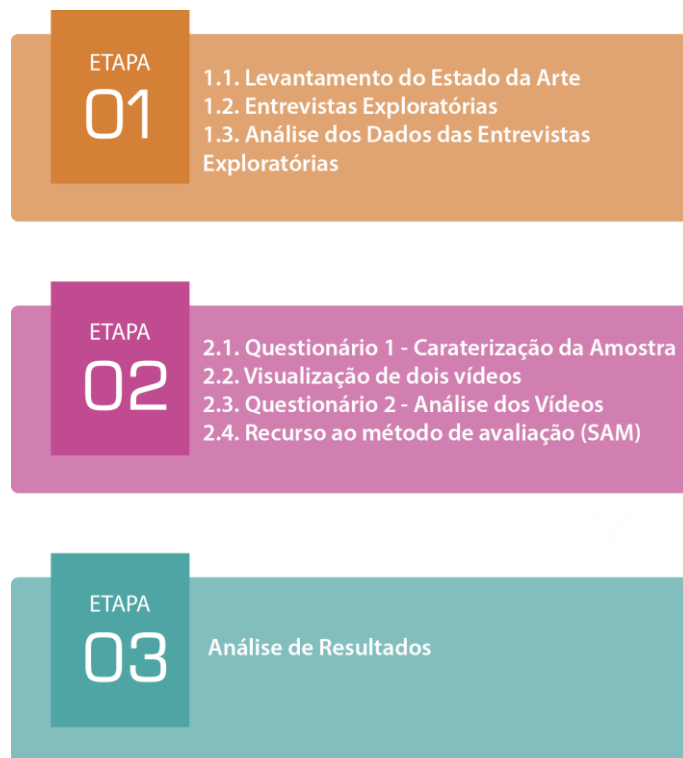 ETAPA
01
1.1. Levantamento do Estado da Arte
1.2. Entrevistas Exploratórias
1.3. Análise dos Dados das Entrevistas
Exploratórias
ETAPA
02
2.1. Questionário 1 - Caraterização da Amostra
2.2. Visualização de dois vídeos
2.3. Questionário 2 - Análise dos Vídeos
2.4. Recurso ao método de avaliação (SAM)
ETAPA
03
Análise de Resultados